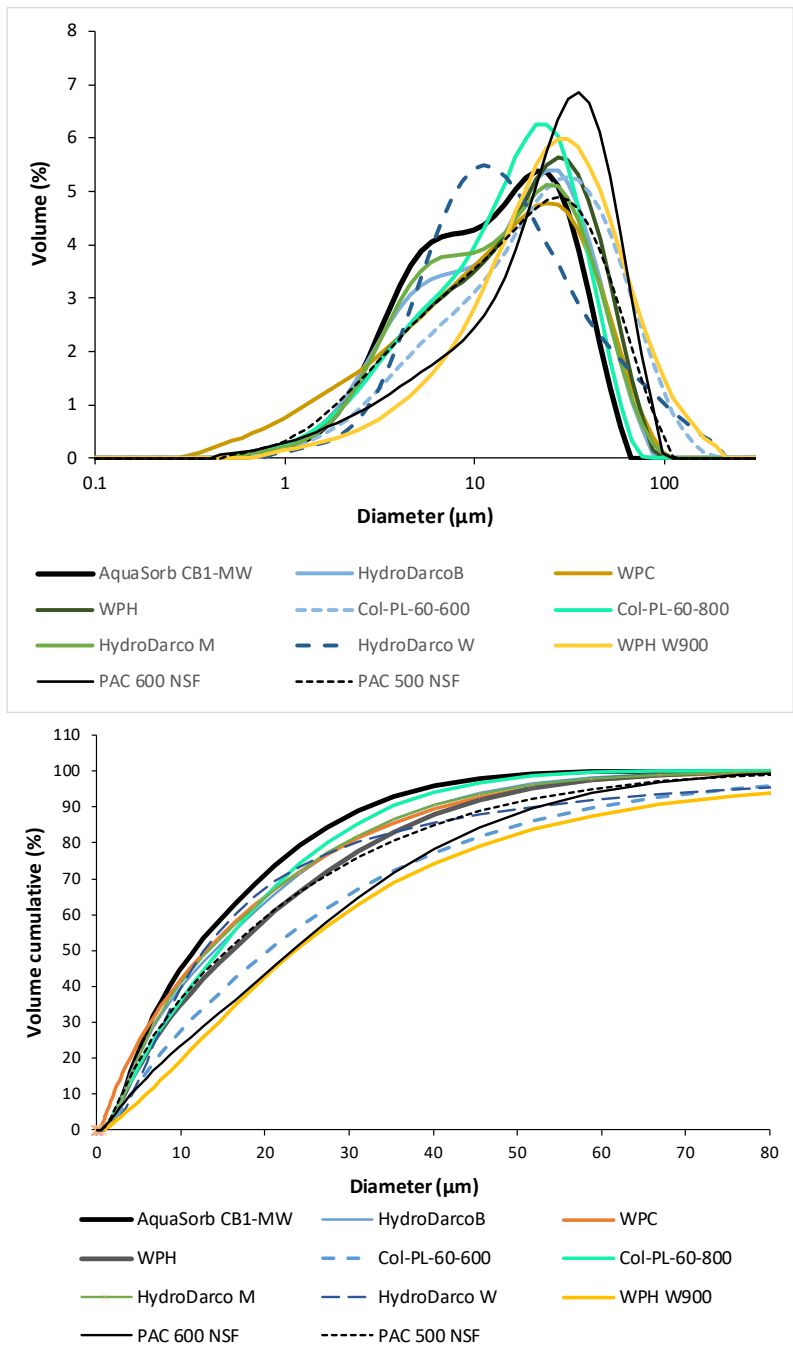 8
7
6
5
4
3
2
1
0
Volume (%)
0.1 1 10 100
Diameter (µm)
AquaSorb CB1-MW HydroDarcoB WPC
WPH Col-PL-60-600 Col-PL-60-800
HydroDarco M HydroDarco W WPH W900
PAC 600 NSF PAC 500 NSF
110
100
90
80
70
60
50
40
30
20
10
0
Volume cumulative (%)
0 10 20 30 40 50 60 70 80
Diameter (µm)
AquaSorb CB1-MW HydroDarcoB WPC
WPH Col-PL-60-600 Col-PL-60-800
HydroDarco M HydroDarco W WPH W900
PAC 600 NSF PAC 500 NSF